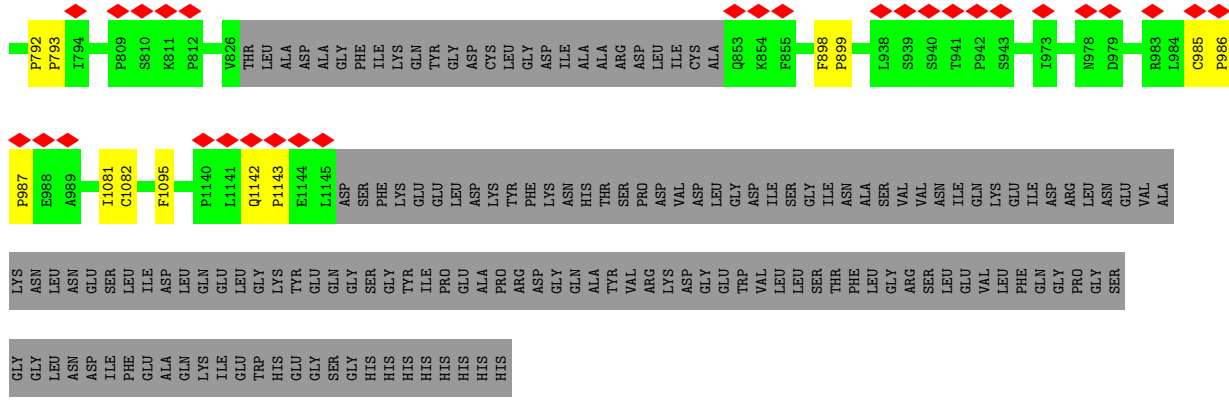 P792 P793 I794 P809 S810 K811 P812 V826 THR LEU ALA ASP ALA GLY PHE ILE LYS GLN TYR GLY ASP CYS LEU GLY ASP ILE ALA ALA ARG ASP LEU ILE CYS ALA Q853 K854 F855 F898 P899 L938 S939 S940 T941 P942 S943 I973 N978 D979 R983 L984 C985 P986
P987 E988 A989 I1081 C1082 F1095 P1140 L1141 Q1142 P1143 E1144 L1145 ASP SER PHE LYS GLU GLU LEU ASP LYS TYR PHE LYS ASN HIS THR SER PRO ASP VAL ASP LEU GLY ASP ILE SER GLY ILE ASN ALA SER VAL VAL ASN ILE GLN LYS GLU ILE ASP ARG LEU ASN GLU VAL ALA
LYS ASN LEU ASN GLU SER LEU ILE ASP LEU GLN GLU LEU GLY LYS TYR GLU GLN GLY SER GLY TYR ILE PRO GLU ALA PRO ARG ASP GLY GLN ALA TYR VAL ARG LYS ASP GLY GLU TRP VAL LEU LEU SER THR PHE LEU GLY ARG SER LEU GLU VAL LEU PHE GLN GLY PRO GLY SER
GLY GLY LEU ASN ASP ILE PHE GLU ALA GLN LYS ILE GLU TRP HIS GLU GLY SER GLY HIS HIS HIS HIS HIS HIS HIS HIS